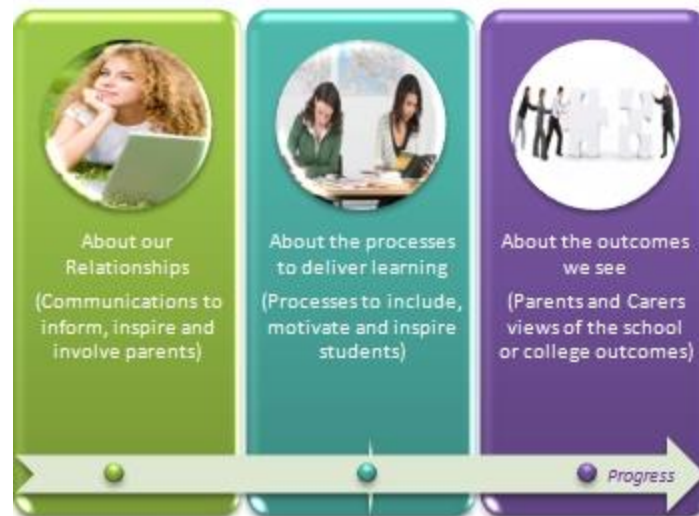 About our
Relationships
(Communications to
inform, inspire and
involve parents)
About the processes
to deliver learning
(Processes to include,
motivate and inspire
students)
About the outcomes
we see
(Parents and Carers
views of the school
or college outcomes)
Progress